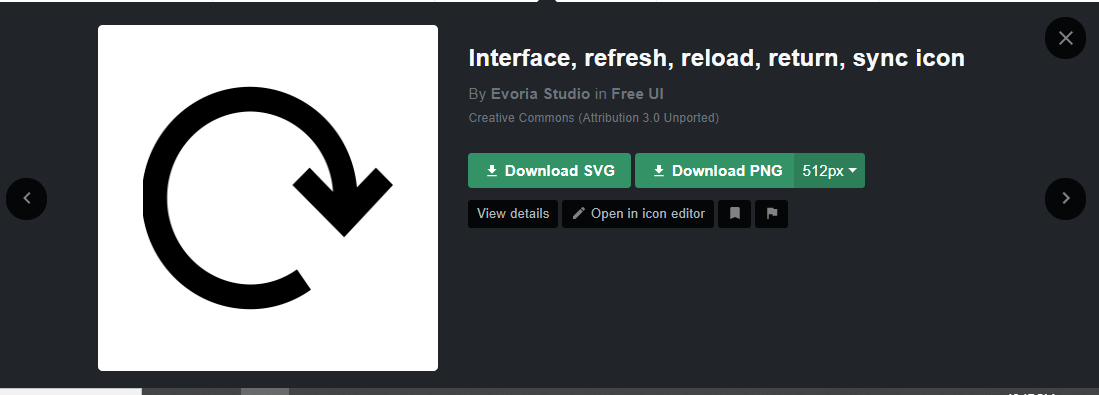 Interface, refresh, reload, return, sync icon
By Evoria Studio in Free UI
Creative Commons (Attribution 3.0 Unported)
Download SVG
Download PNG
512px
View details
Open in icon editor